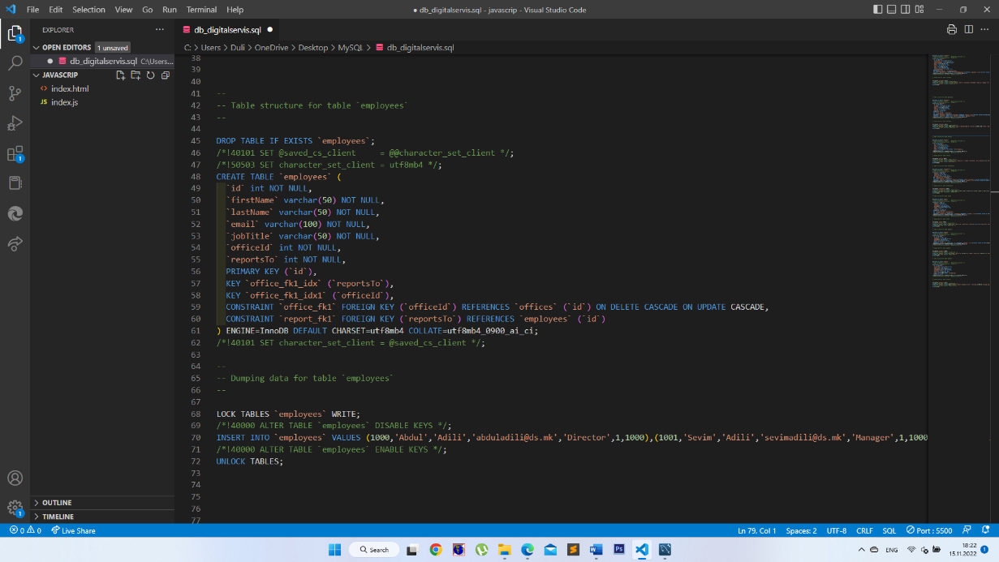 File Edit Selection View Go Run Terminal Help
● db_digitalservis.sql - javascrip - Visual Studio Code
EXPLORER
OPEN EDITORS 1 unsaved
db_digitalservis.sql C:\Users...
JAVASCRIP
<> index.html
JS index.js
OUTLINE
TIMELINE
db_digitalservis.sql
C: > Users > Duli > OneDrive > Desktop > MySQL > db_digitalservis.sql
38
39
40
41 --
42 -- Table structure for table `employees`
43 --
44
45 DROP TABLE IF EXISTS `employees`;
46 /*!40101 SET @saved_cs_client     = @@character_set_client */;
47 /*!50503 SET character_set_client = utf8mb4 */;
48 CREATE TABLE `employees` (
49   `id` int NOT NULL,
50   `firstName` varchar(50) NOT NULL,
51   `lastName` varchar(50) NOT NULL,
52   `email` varchar(100) NOT NULL,
53   `jobTitle` varchar(50) NOT NULL,
54   `officeId` int NOT NULL,
55   `reportsTo` int NOT NULL,
56   PRIMARY KEY (`id`),
57   KEY `office_fk1_idx` (`reportsTo`),
58   KEY `office_fk1_idx1` (`officeId`),
59   CONSTRAINT `office_fk1` FOREIGN KEY (`officeId`) REFERENCES `offices` (`id`) ON DELETE CASCADE ON UPDATE CASCADE,
60   CONSTRAINT `report_fk1` FOREIGN KEY (`reportsTo`) REFERENCES `employees` (`id`)
61 ) ENGINE=InnoDB DEFAULT CHARSET=utf8mb4 COLLATE=utf8mb4_0900_ai_ci;
62 /*!40101 SET character_set_client = @saved_cs_client */;
63
64 --
65 -- Dumping data for table `employees`
66 --
67
68 LOCK TABLES `employees` WRITE;
69 /*!40000 ALTER TABLE `employees` DISABLE KEYS */;
70 INSERT INTO `employees` VALUES (1000,'Abdul','Adili','abduladili@ds.mk','Director',1,1000),(1001,'Sevim','Adili','sevimadili@ds.mk','Manager',1,1000
71 /*!40000 ALTER TABLE `employees` ENABLE KEYS */;
72 UNLOCK TABLES;
73
74
75
76
77
0 0 Live Share
Ln 79, Col 1 Spaces: 2 UTF-8 CRLF SQL Port : 5500
Search
ENG
18:22
15.11.2022